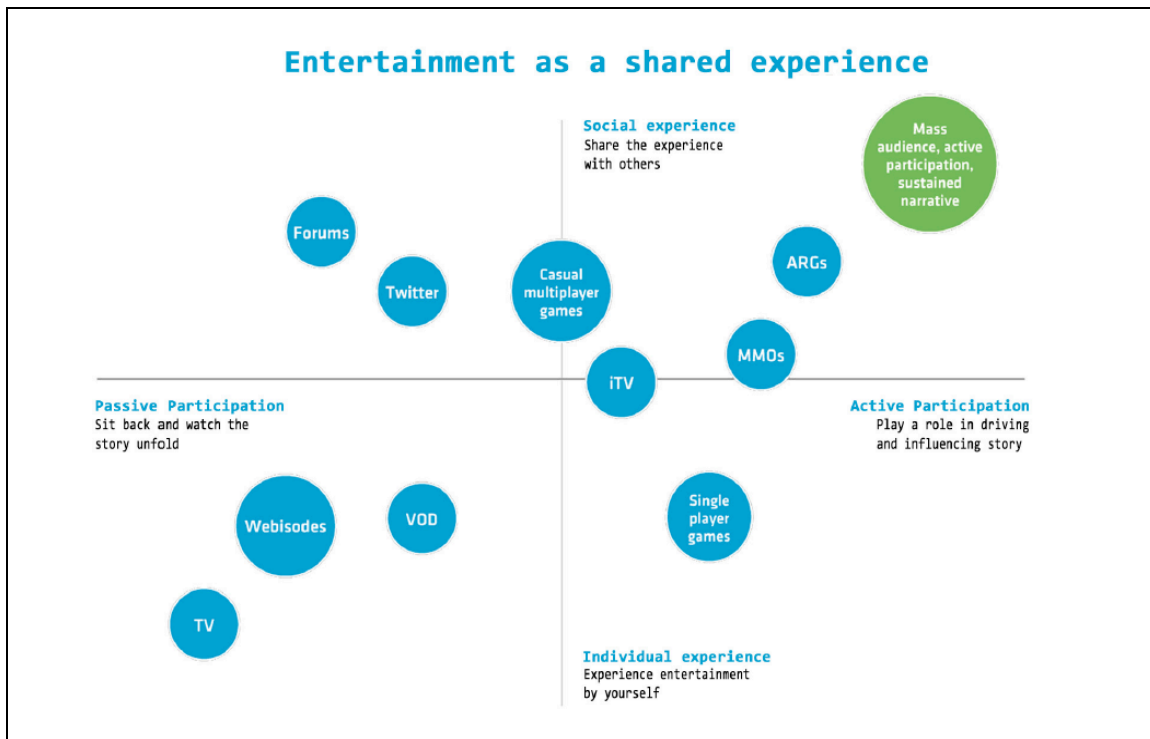 Entertainment as a shared experience
Social experience
Share the experience
with others
Mass
audience, active
participation,
sustained
narrative
Forums
Twitter
Casual
multiplayer
games
ARGs
MMOs
iTV
Passive Participation
Sit back and watch the
story unfold
Active Participation
Play a role in driving
and influencing story
Webisodes
VOD
Single
player
games
TV
Individual experience
Experience entertainment
by yourself